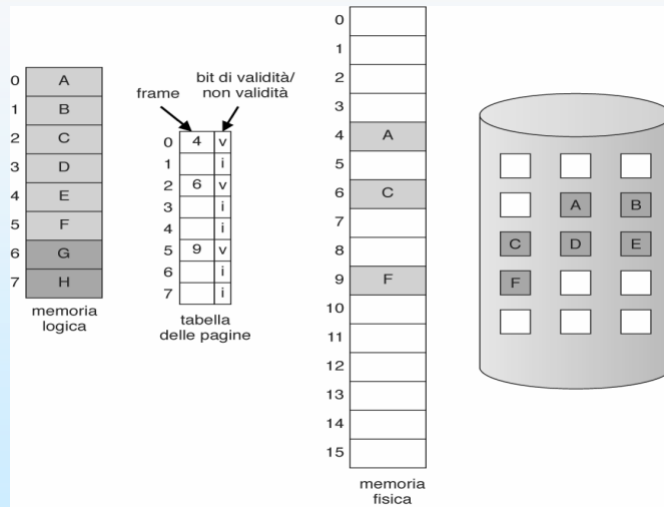 0 A
1 B
2 C
3 D
4 E
5 F
6 G
7 H
memoria
logica
frame
bit di validità/
non validità
0 4 v
1 i
2 6 v
3 i
4 i
5 9 v
6 i
7 i
tabella
delle pagine
0
1
2
3
4 A
5
6 C
7
8
9 F
10
11
12
13
14
15
memoria
fisica
A B
C D E
F